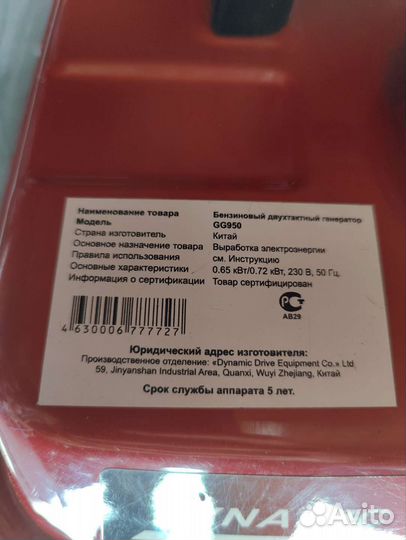 Наименование товара Бензиновый двухтактный генератор
Модель GG950
Страна изготовитель Китай
Основное назначение товара Выработка электроэнергии
Правила использования см. Инструкцию
Основные характеристики 0.65 кВт/0.72 кВт, 230 В, 50 Гц.
Информация о сертификации Товар сертифицирован
4 630006 777727
АВ29
Юридический адрес изготовителя:
Производственное отделение: «Dynamic Drive Equipment Co.» Ltd
59, Jinyanshan Industrial Area, Quanxi, Wuyi Zhejiang, Китай
Срок службы аппарата 5 лет.
Avito